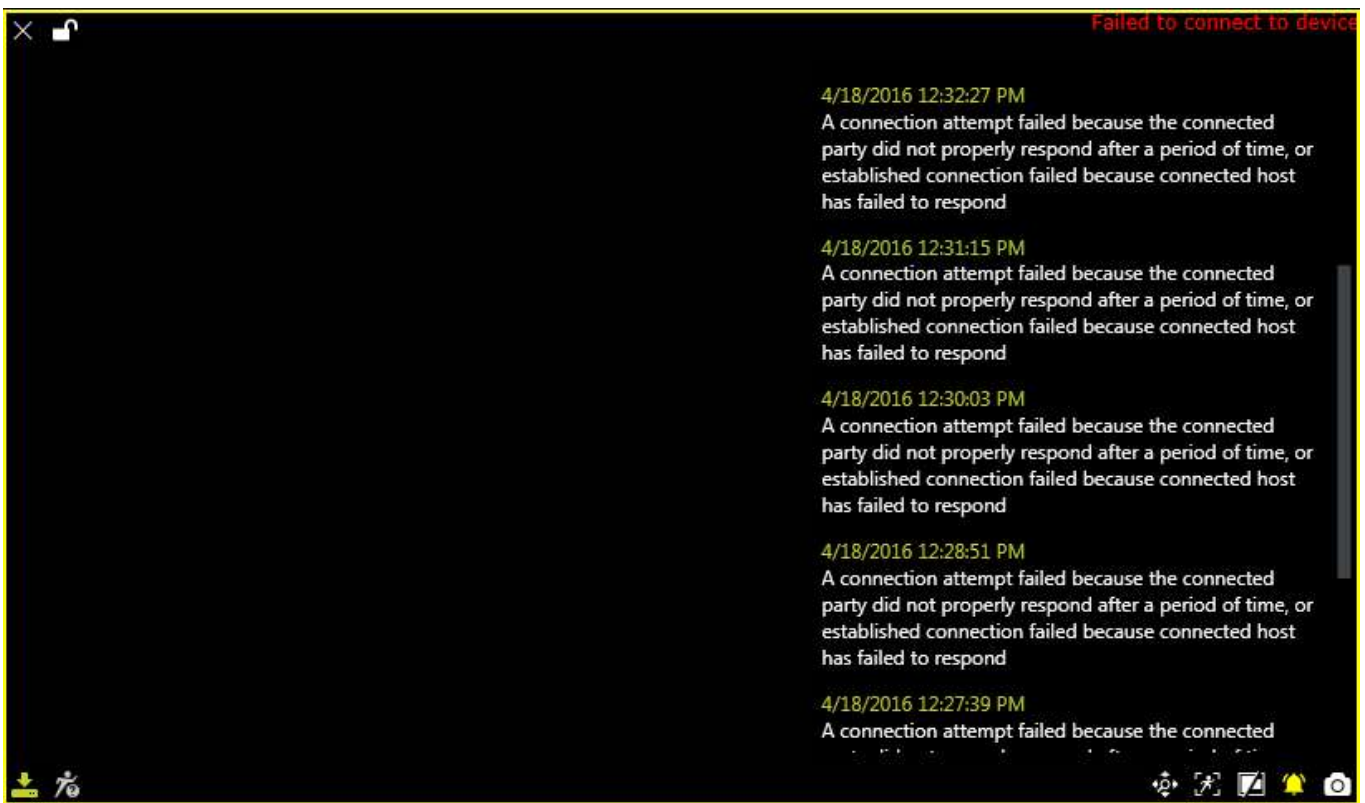 Failed to connect to device
4/18/2016 12:32:27 PM
A connection attempt failed because the connected
party did not properly respond after a period of time, or
established connection failed because connected host
has failed to respond
4/18/2016 12:31:15 PM
A connection attempt failed because the connected
party did not properly respond after a period of time, or
established connection failed because connected host
has failed to respond
4/18/2016 12:30:03 PM
A connection attempt failed because the connected
party did not properly respond after a period of time, or
established connection failed because connected host
has failed to respond
4/18/2016 12:28:51 PM
A connection attempt failed because the connected
party did not properly respond after a period of time, or
established connection failed because connected host
has failed to respond
4/18/2016 12:27:39 PM
A connection attempt failed because the connected